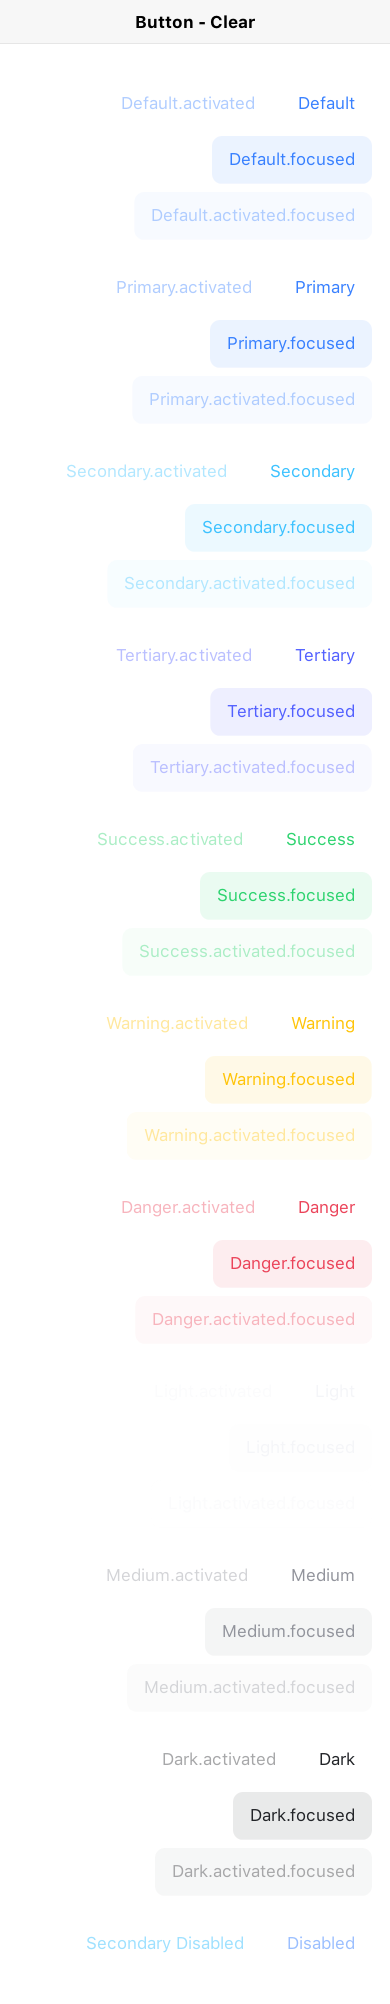 Button - Clear
Default.activated Default
Default.focused
Default.activated.focused
Primary.activated Primary
Primary.focused
Primary.activated.focused
Secondary.activated Secondary
Secondary.focused
Secondary.activated.focused
Tertiary.activated Tertiary
Tertiary.focused
Tertiary.activated.focused
Success.activated Success
Success.focused
Success.activated.focused
Warning.activated Warning
Warning.focused
Warning.activated.focused
Danger.activated Danger
Danger.focused
Danger.activated.focused
Light.activated Light
Light.focused
Light.activated.focused
Medium.activated Medium
Medium.focused
Medium.activated.focused
Dark.activated Dark
Dark.focused
Dark.activated.focused
Secondary Disabled Disabled